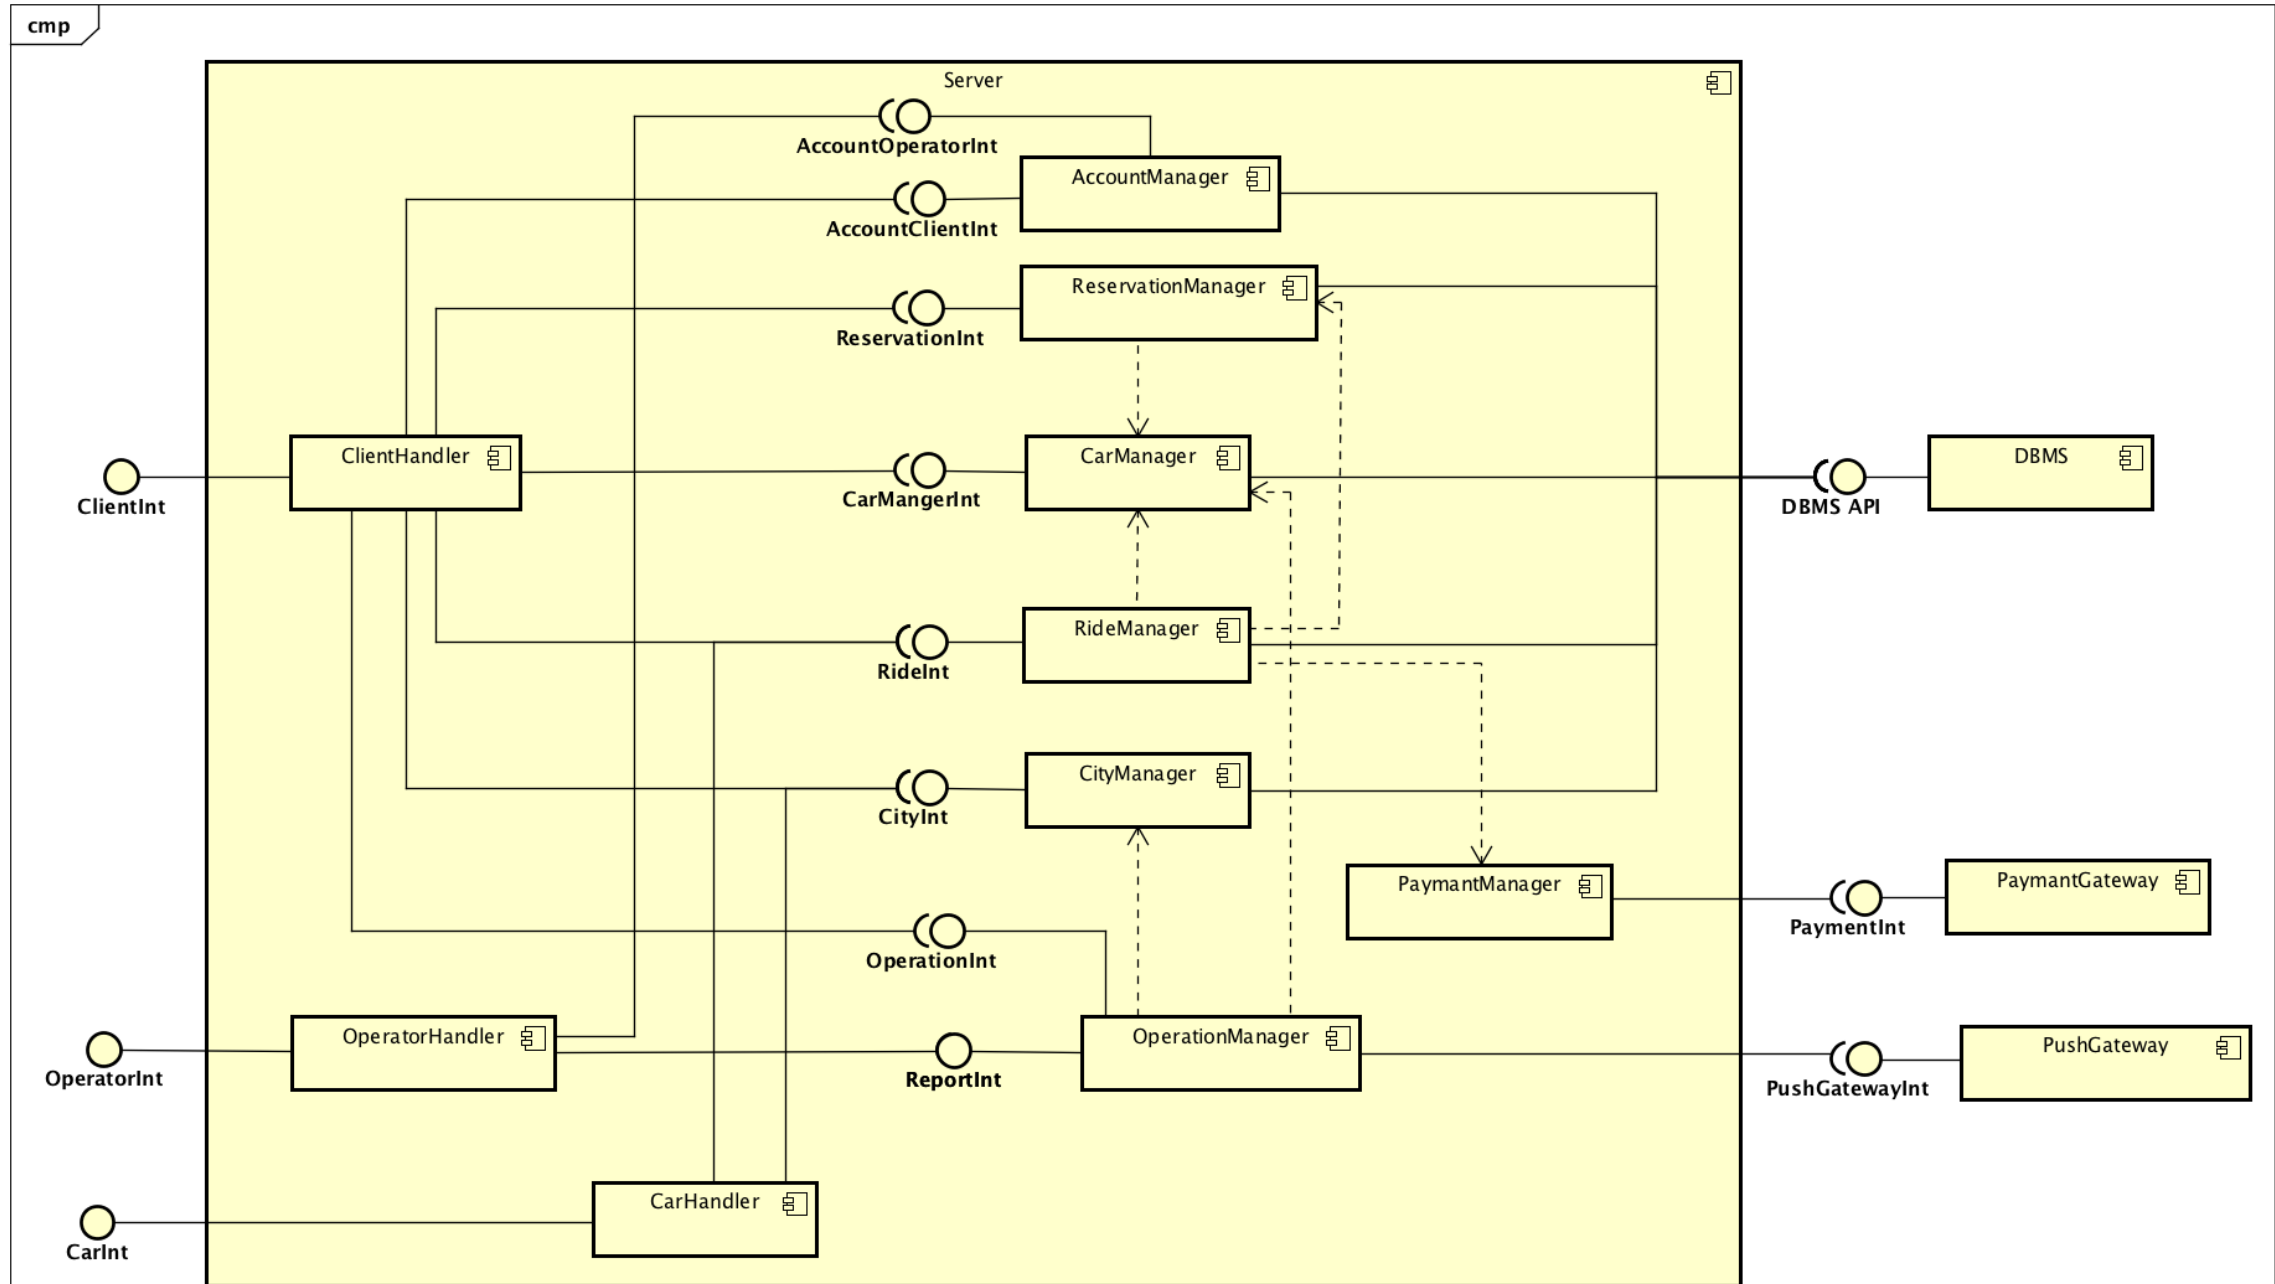 cmp
Server
AccountOperatorInt
AccountManager
AccountClientInt
ReservationManager
ReservationInt
ClientHandler
CarManager
DBMS
ClientInt
CarMangerInt
DBMS API
RideManager
RideInt
CityManager
CityInt
PaymantManager
PaymantGateway
PaymentInt
OperationInt
OperatorHandler
OperationManager
PushGateway
OperatorInt
ReportInt
PushGatewayInt
CarHandler
CarInt